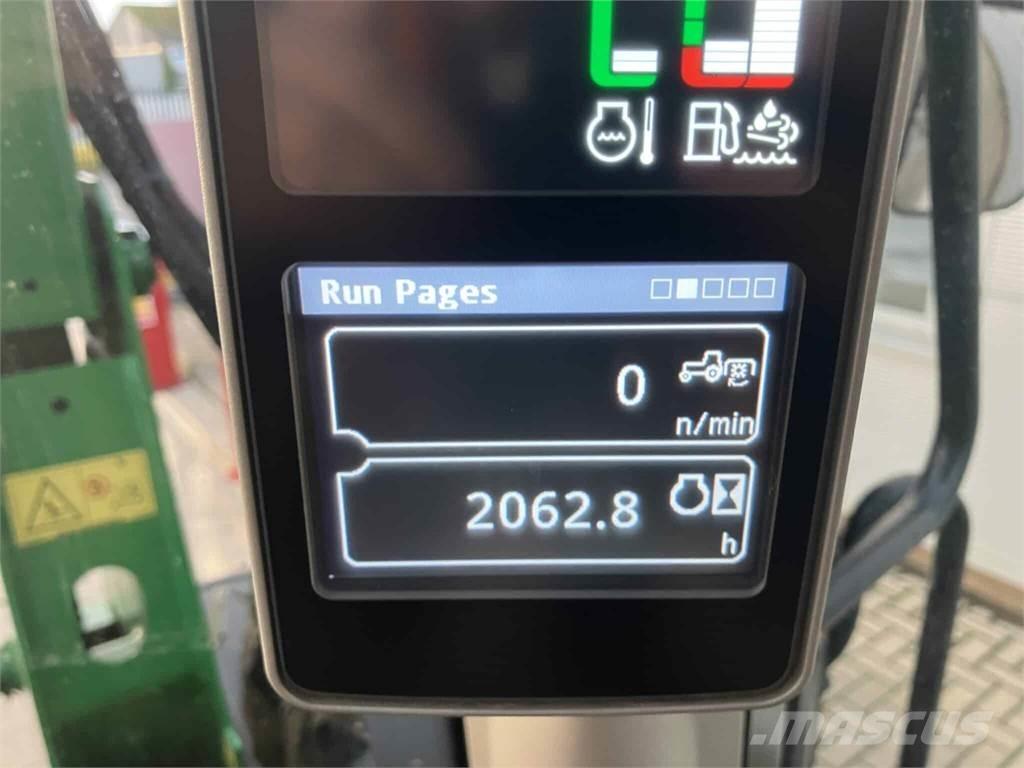 Run Pages
0
n/min
2062.8
h
MASCUS